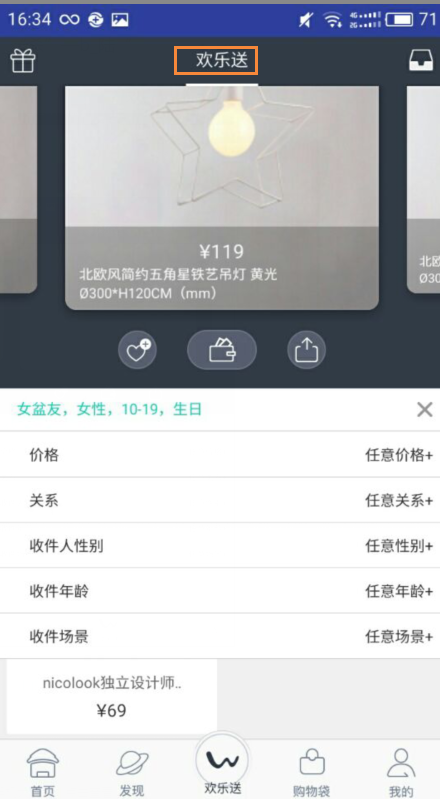 16:34
4G
2G
71
欢乐送
¥119
北欧风简约五角星铁艺吊灯 黄光
Ø300*H120CM（mm）
北欧
Ø30
女盆友，女性，10-19，生日
价格 任意价格+
关系 任意关系+
收件人性别 任意性别+
收件年龄 任意年龄+
收件场景 任意场景+
nicolook独立设计师..
¥69
首页 发现 欢乐送 购物袋 我的